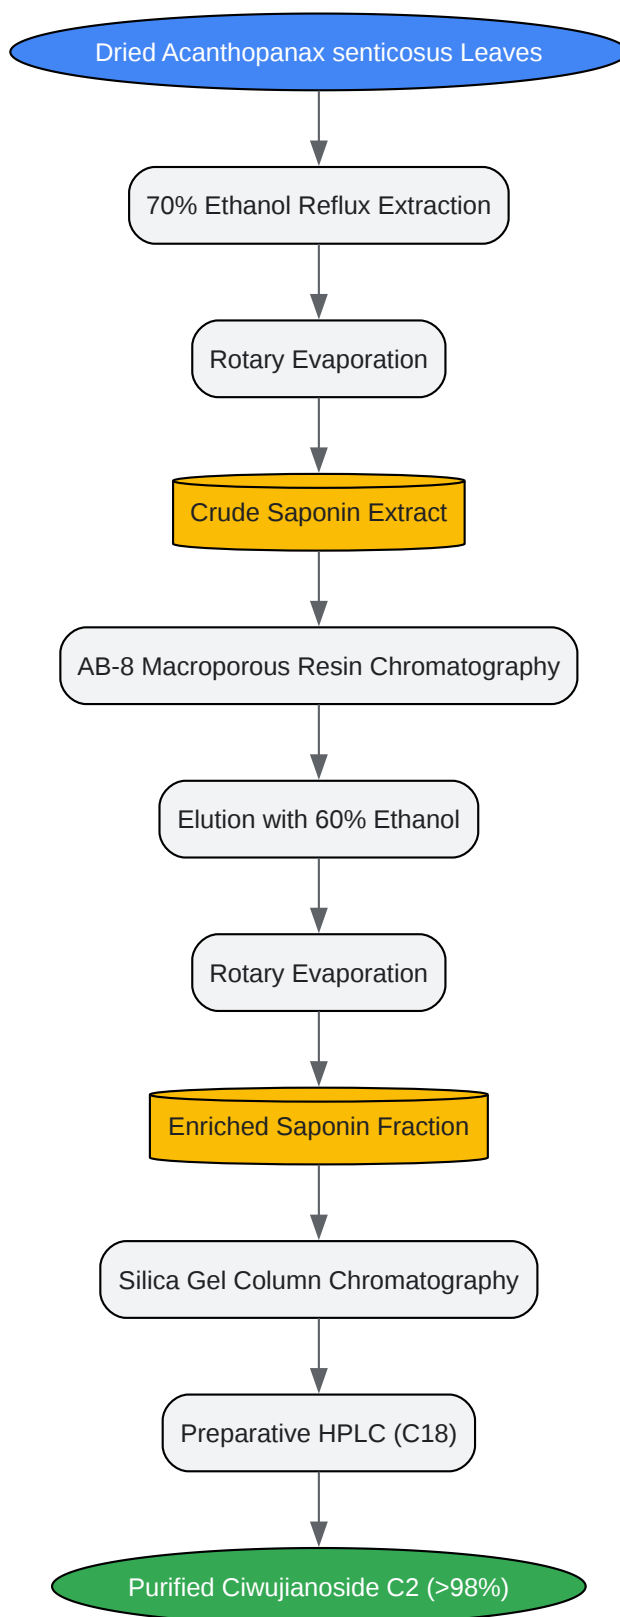 Dried Acanthopanax senticosus Leaves
70% Ethanol Reflux Extraction
Rotary Evaporation
Crude Saponin Extract
AB-8 Macroporous Resin Chromatography
Elution with 60% Ethanol
Rotary Evaporation
Enriched Saponin Fraction
Silica Gel Column Chromatography
Preparative HPLC (C18)
Purified Ciwujianoside C2 (>98%)